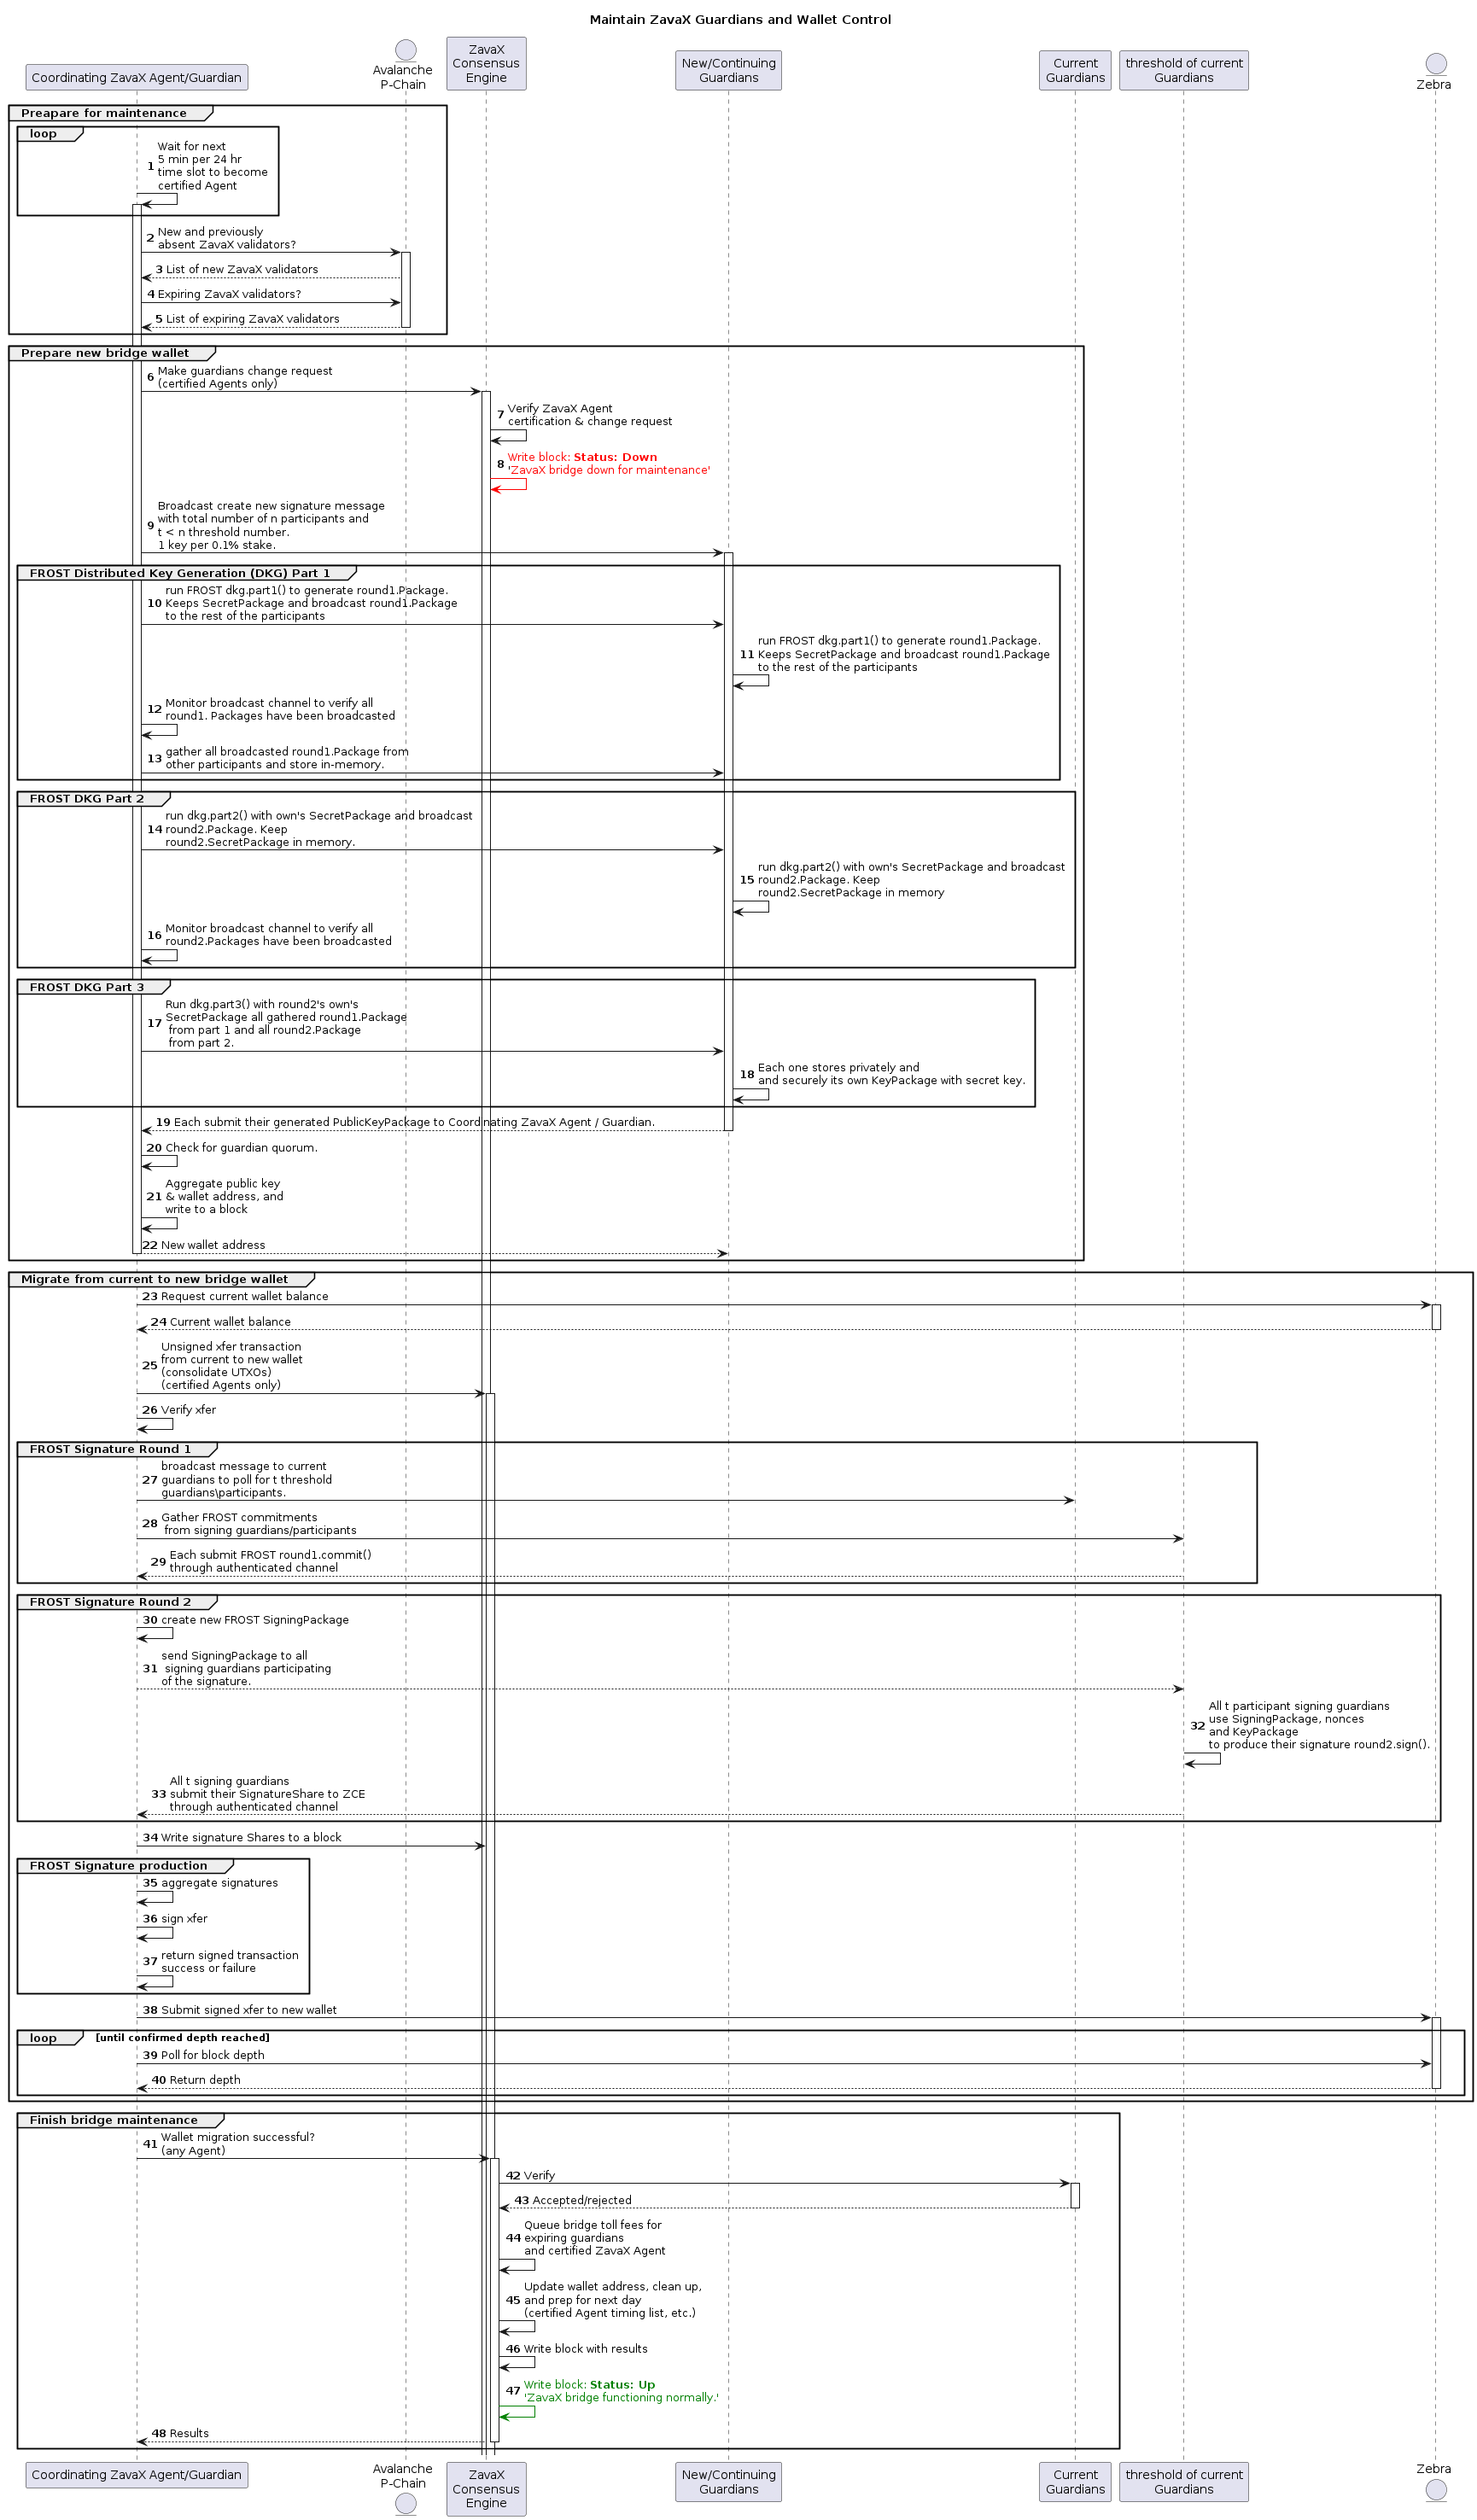 Maintain ZavaX Guardians and Wallet Control
Coordinating ZavaX Agent/Guardian
Avalanche
P-Chain
ZavaX
Consensus
Engine
New/Continuing
Guardians
Current
Guardians
threshold of current
Guardians
Zebra
Preapare for maintenance
loop
1 Wait for next
5 min per 24 hr
time slot to become
certified Agent
2 New and previously
absent ZavaX validators?
3 List of new ZavaX validators
4 Expiring ZavaX validators?
5 List of expiring ZavaX validators
Prepare new bridge wallet
6 Make guardians change request
(certified Agents only)
7 Verify ZavaX Agent
certification & change request
8 Write block: Status: Down
'ZavaX bridge down for maintenance'
9 Broadcast create new signature message
with total number of n participants and
t < n threshold number.
1 key per 0.1% stake.
FROST Distributed Key Generation (DKG) Part 1
10 run FROST dkg.part1() to generate round1.Package.
Keeps SecretPackage and broadcast round1.Package
to the rest of the participants
11 run FROST dkg.part1() to generate round1.Package.
Keeps SecretPackage and broadcast round1.Package
to the rest of the participants
12 Monitor broadcast channel to verify all
round1. Packages have been broadcasted
13 gather all broadcasted round1.Package from
other participants and store in-memory.
FROST DKG Part 2
14 run dkg.part2() with own's SecretPackage and broadcast
round2.Package. Keep
round2.SecretPackage in memory.
15 run dkg.part2() with own's SecretPackage and broadcast
round2.Package. Keep
round2.SecretPackage in memory
16 Monitor broadcast channel to verify all
round2.Packages have been broadcasted
FROST DKG Part 3
17 Run dkg.part3() with round2's own's
SecretPackage all gathered round1.Package
from part 1 and all round2.Package
from part 2.
18 Each one stores privately and
and securely its own KeyPackage with secret key.
19 Each submit their generated PublicKeyPackage to Coordinating ZavaX Agent / Guardian.
20 Check for guardian quorum.
21 Aggregate public key
& wallet address, and
write to a block
22 New wallet address
Migrate from current to new bridge wallet
23 Request current wallet balance
24 Current wallet balance
25 Unsigned xfer transaction
from current to new wallet
(consolidate UTXOs)
(certified Agents only)
26 Verify xfer
FROST Signature Round 1
27 broadcast message to current
guardians to poll for t threshold
guardians\participants.
28 Gather FROST commitments
from signing guardians/participants
29 Each submit FROST round1.commit()
through authenticated channel
FROST Signature Round 2
30 create new FROST SigningPackage
31 send SigningPackage to all
signing guardians participating
of the signature.
32 All t participant signing guardians
use SigningPackage, nonces
and KeyPackage
to produce their signature round2.sign().
33 All t signing guardians
submit their SignatureShare to ZCE
through authenticated channel
34 Write signature Shares to a block
FROST Signature production
35 aggregate signatures
36 sign xfer
37 return signed transaction
success or failure
38 Submit signed xfer to new wallet
loop [until confirmed depth reached]
39 Poll for block depth
40 Return depth
Finish bridge maintenance
41 Wallet migration successful?
(any Agent)
42 Verify
43 Accepted/rejected
44 Queue bridge toll fees for
expiring guardians
and certified ZavaX Agent
45 Update wallet address, clean up,
and prep for next day
(certified Agent timing list, etc.)
46 Write block with results
47 Write block: Status: Up
'ZavaX bridge functioning normally.'
48 Results
Coordinating ZavaX Agent/Guardian
Avalanche
P-Chain
ZavaX
Consensus
Engine
New/Continuing
Guardians
Current
Guardians
threshold of current
Guardians
Zebra